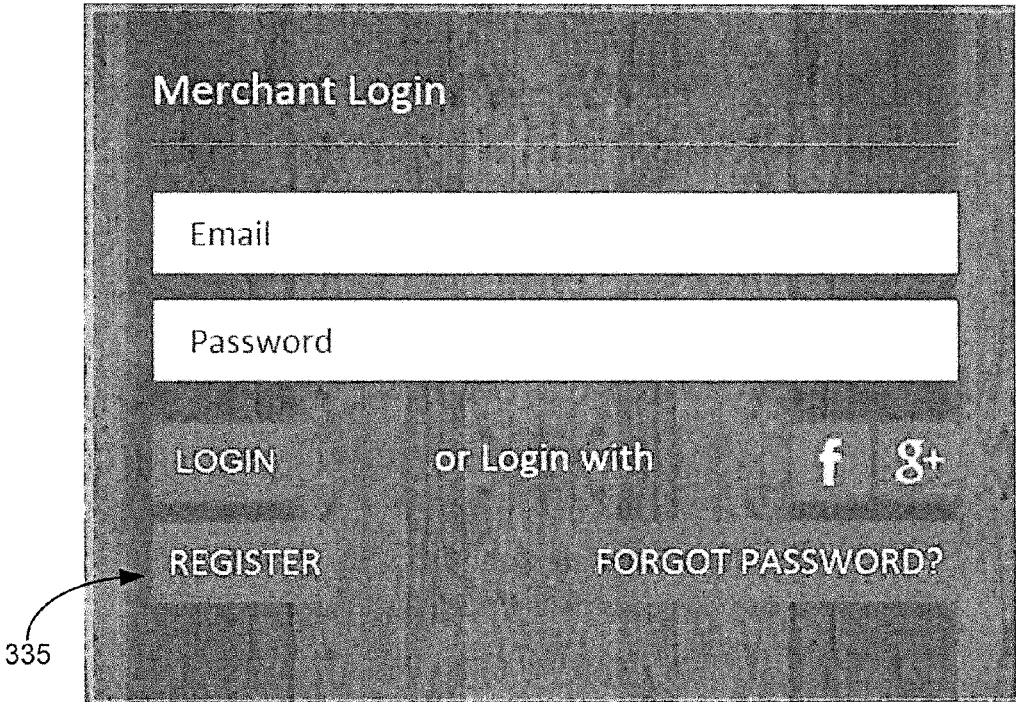 Merchant Login
Email
Password
LOGIN or Login with f g+
REGISTER FORGOT PASSWORD?
335